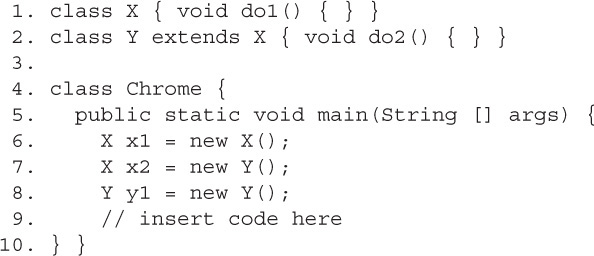 1. class X { void do1() { } }
2. class Y extends X { void do2() { } }
3.
4. class Chrome {
5.   public static void main(String [] args) {
6.     X x1 = new X();
7.     X x2 = new Y();
8.     Y y1 = new Y();
9.     // insert code here
10. } }